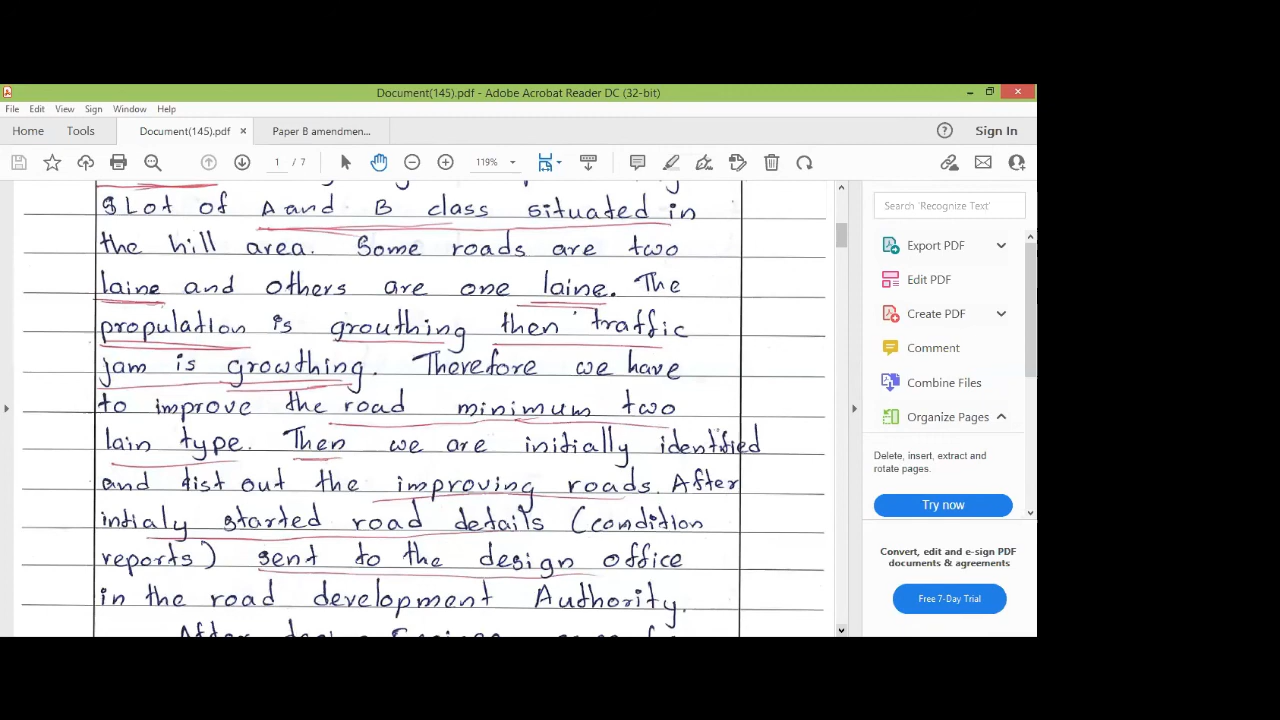 Document(145).pdf - Adobe Acrobat Reader DC (32-bit)
File Edit View Sign Window Help
Home Tools Document(145).pdf × Paper B amendmen... Sign In
1 / 7 119%
Lot of A and B class situated in
the hill area. Some roads are two
laine and others are one laine. The
propulation is grouthing then traffic
jam is growthing. Therefore we have
to improve the road minimum two
lain type. Then we are initially identified
and list out the improving roads. After
intialy started road details (condition
reports) sent to the design office
in the road development Authority.
After
Search 'Recognize Text'
Export PDF
Edit PDF
Create PDF
Comment
Combine Files
Organize Pages
Delete, insert, extract and
rotate pages.
Try now
Convert, edit and e-sign PDF
documents & agreements
Free 7-Day Trial